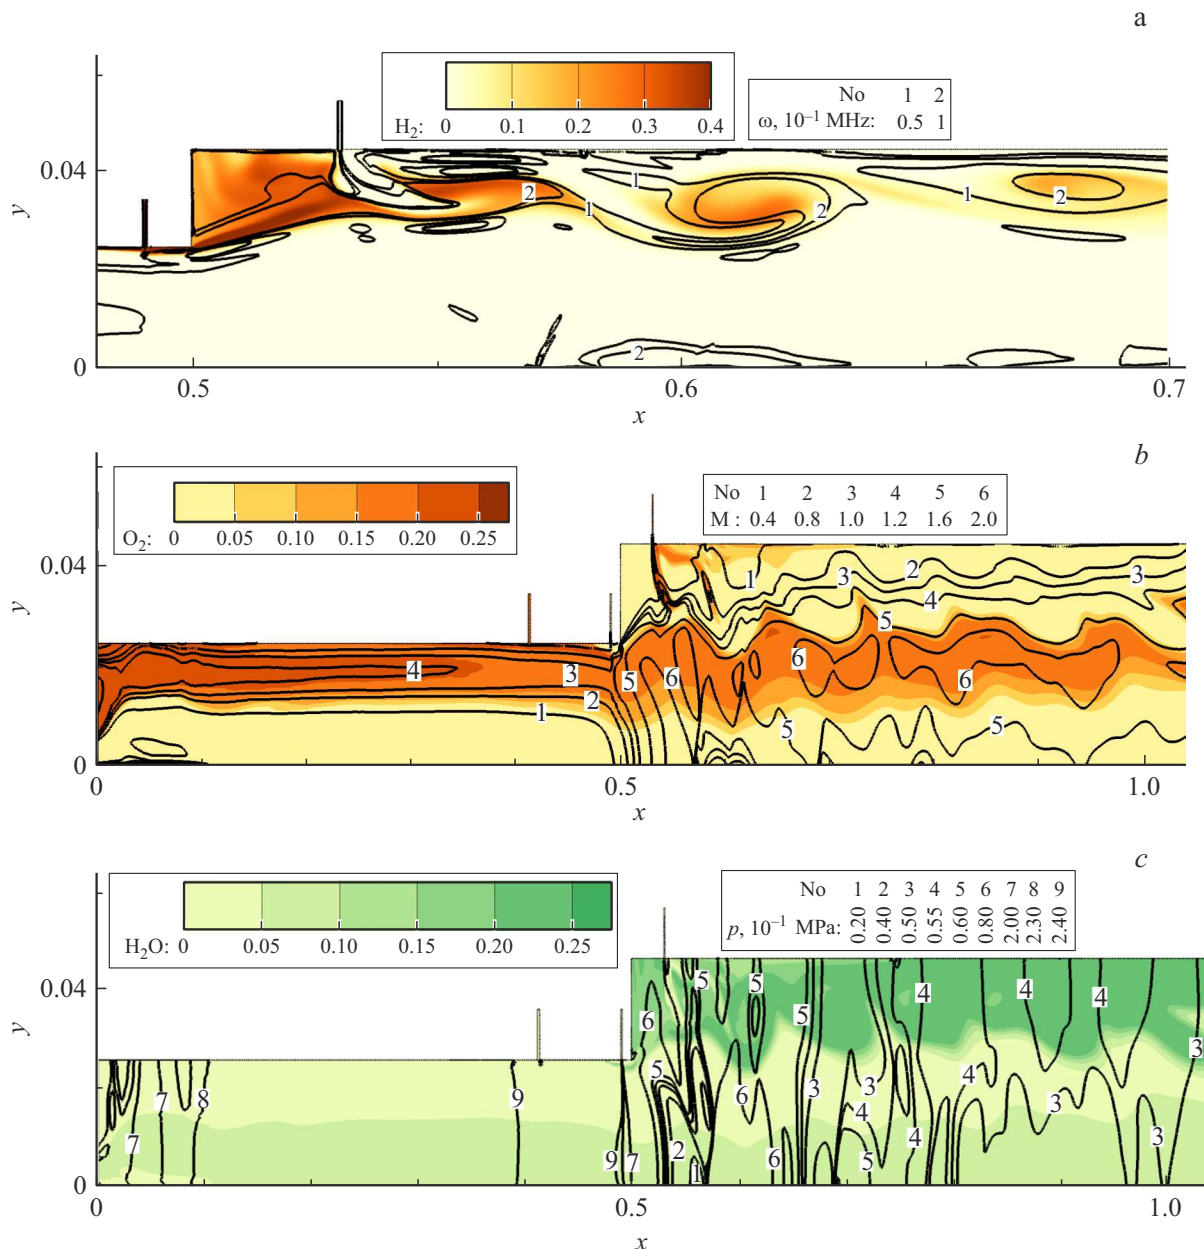 a
H₂: 0 0.1 0.2 0.3 0.4
No 1 2
ω, 10⁻¹ MHz: 0.5 1
0.04
y
0
2 1 1 2 1 2 2
0.5 0.6 0.7
x
b
O₂: 0 0.05 0.10 0.15 0.20 0.25
No 1 2 3 4 5 6
M : 0.4 0.8 1.0 1.2 1.6 2.0
0.04
y
0
1 3 2 3 4 5
4 3 5 6 6 6
2 1 5 5
0 0.5 1.0
x
c
H₂O: 0 0.05 0.10 0.15 0.20 0.25
No 1 2 3 4 5 6 7 8 9
p, 10⁻¹ MPa: 0.20 0.40 0.50 0.55 0.60 0.80 2.00 2.30 2.40
0.04
y
0
5 5 6 5 4 4 4 3
7 8 9 5 6 3 3 4 4 3
7 9 7 2 1 6 5 4 3
0 0.5 1.0
x